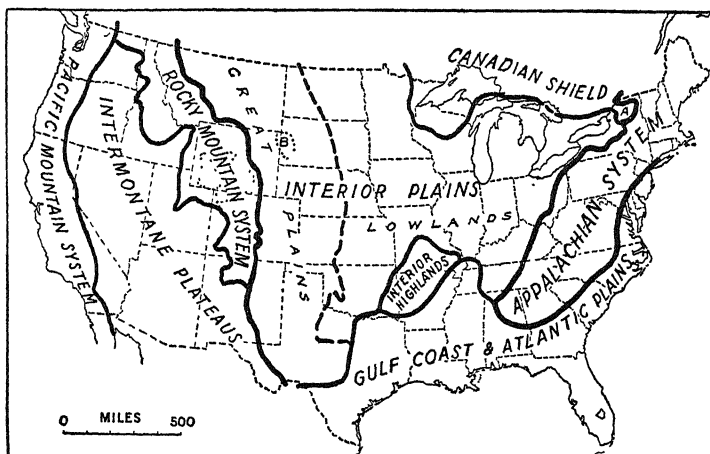 CANADIAN SHIELD
A
PACIFIC MOUNTAIN SYSTEM
INTERMONTANE PLATEAUS
ROCKY MOUNTAIN SYSTEM
GREAT
PLAINS
B
INTERIOR PLAINS
LOWLANDS
INTERIOR
HIGHLANDS
APPALACHIAN SYSTEM
GULF COAST & ATLANTIC PLAINS
0 MILES 500